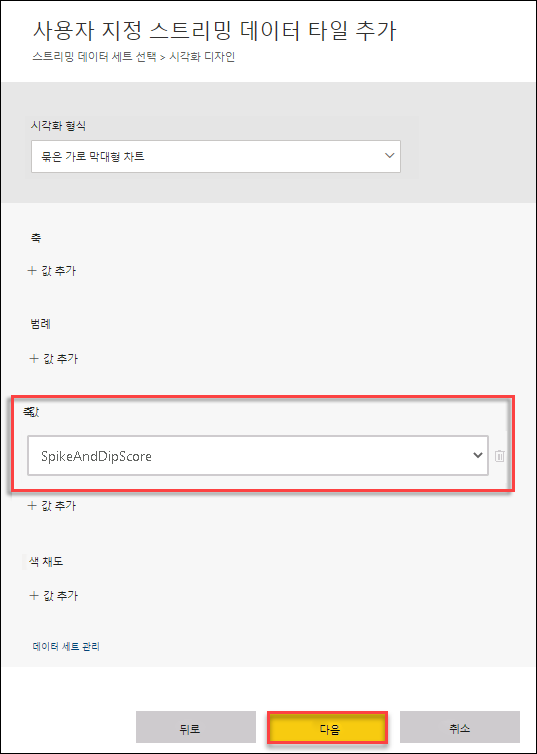 사용자 지정 스트리밍 데이터 타일 추가
스트리밍 데이터 세트 선택 > 시각화 디자인
시각화 형식
묶은 가로 막대형 차트
축
+ 값 추가
범례
+ 값 추가
값
SpikeAndDipScore
+ 값 추가
색 채도
+ 값 추가
데이터 세트 관리
뒤로
다음
취소